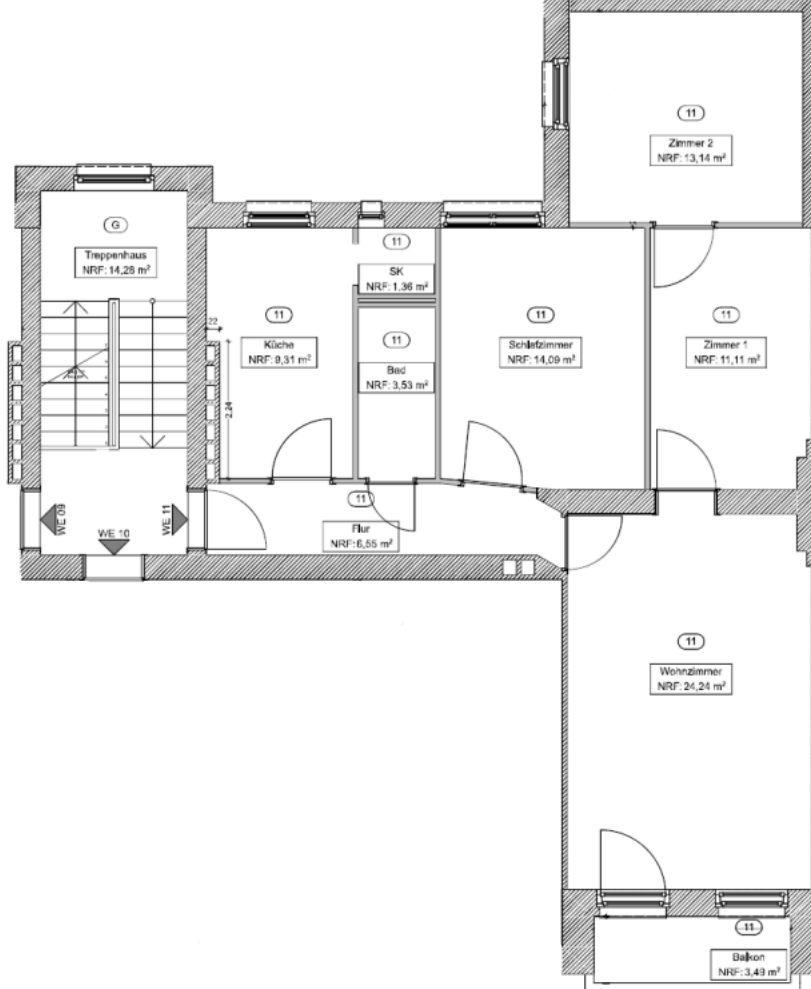 11
Zimmer 2
NRF: 13,14 m²
G
Treppenhaus
NRF: 14,28 m²
11
SK
NRF: 1,36 m²
11
Küche
NRF: 9,31 m²
11
Bad
NRF: 3,53 m²
11
Schlafzimmer
NRF: 14,09 m²
11
Zimmer 1
NRF: 11,11 m²
22
2,24
WE 09
WE 10
WE 11
11
Flur
NRF: 6,55 m²
11
Wohnzimmer
NRF: 24,24 m²
11
Balkon
NRF: 3,49 m²